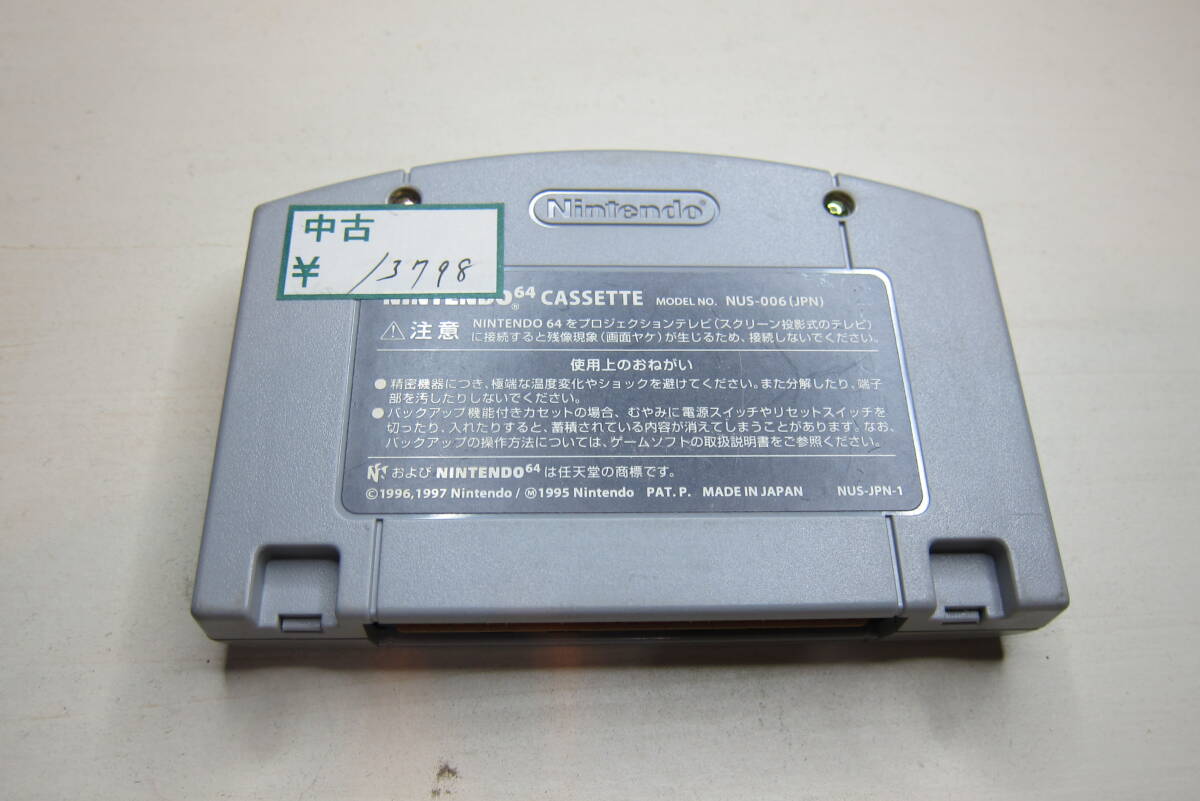 Nintendo
中古
¥ 13798
NINTENDO64 CASSETTE MODEL NO. NUS-006(JPN)
注意 NINTENDO 64 をプロジェクションテレビ(スクリーン投影式のテレビ)
に接続すると残像現象(画面ヤケ)が生じるため、接続しないでください。
使用上のおねがい
●精密機器につき、極端な温度変化やショックを避けてください。また分解したり、端子
部を汚したりしないでください。
●バックアップ機能付きカセットの場合、むやみに電源スイッチやリセットスイッチを
切ったり、入れたりすると、蓄積されている内容が消えてしまうことがあります。なお、
バックアップの操作方法については、ゲームソフトの取扱説明書をご参照ください。
および NINTENDO64 は任天堂の商標です。
©1996,1997 Nintendo / Ⓜ1995 Nintendo PAT. P. MADE IN JAPAN NUS-JPN-1